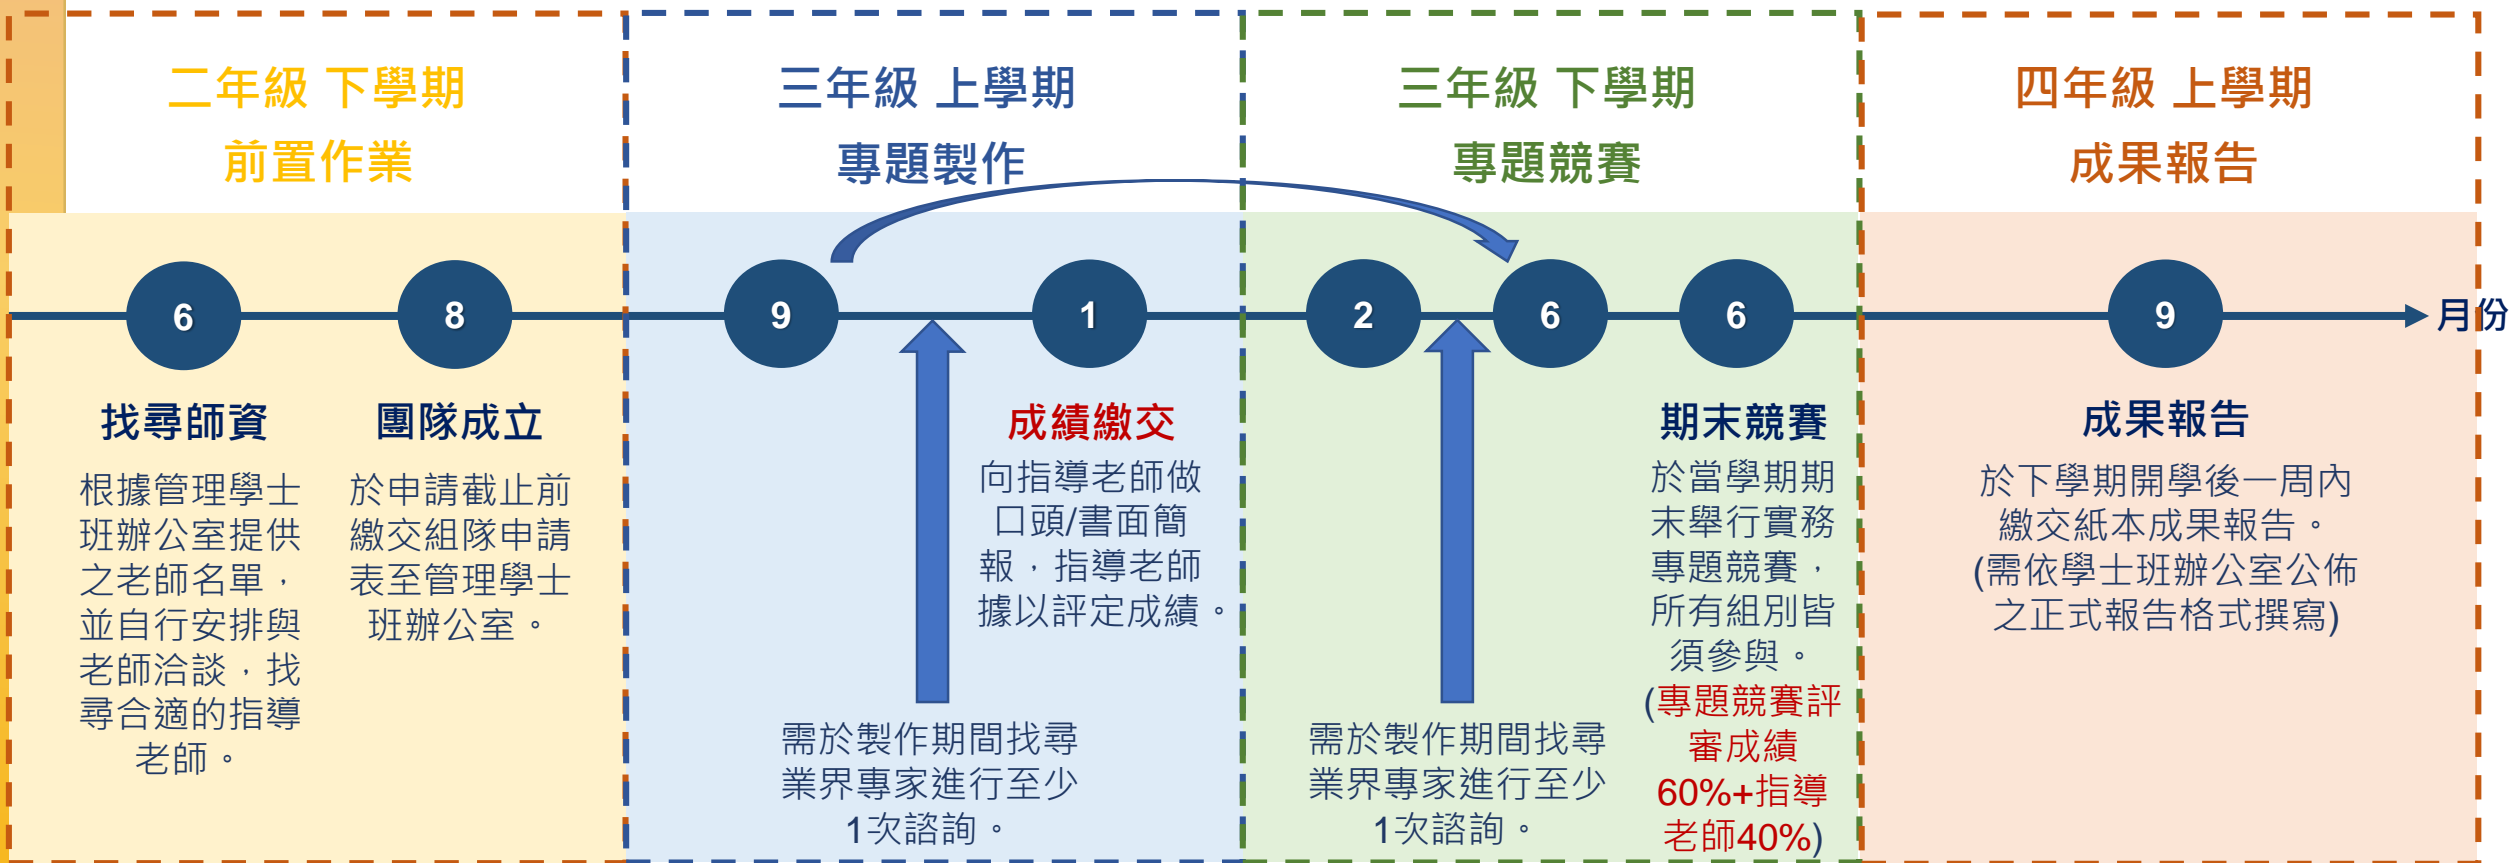 二年級 下學期
前置作業
三年級 上學期
專題製作
三年級 下學期
專題競賽
四年級 上學期
成果報告
6
8
9
1
2
6
6
9
月份
找尋師資
根據管理學士
班辦公室提供
之老師名單，
並自行安排與
老師洽談，找
尋合適的指導
老師。
團隊成立
於申請截止前
繳交組隊申請
表至管理學士
班辦公室。
成績繳交
向指導老師做
口頭/書面簡
報，指導老師
據以評定成績。
需於製作期間找尋
業界專家進行至少
1次諮詢。
需於製作期間找尋
業界專家進行至少
1次諮詢。
期末競賽
於當學期期
末舉行實務
專題競賽，
所有組別皆
須參與。
(專題競賽評
審成績
60%+指導
老師40%)
成果報告
於下學期開學後一周內
繳交紙本成果報告。
(需依學士班辦公室公佈
之正式報告格式撰寫)